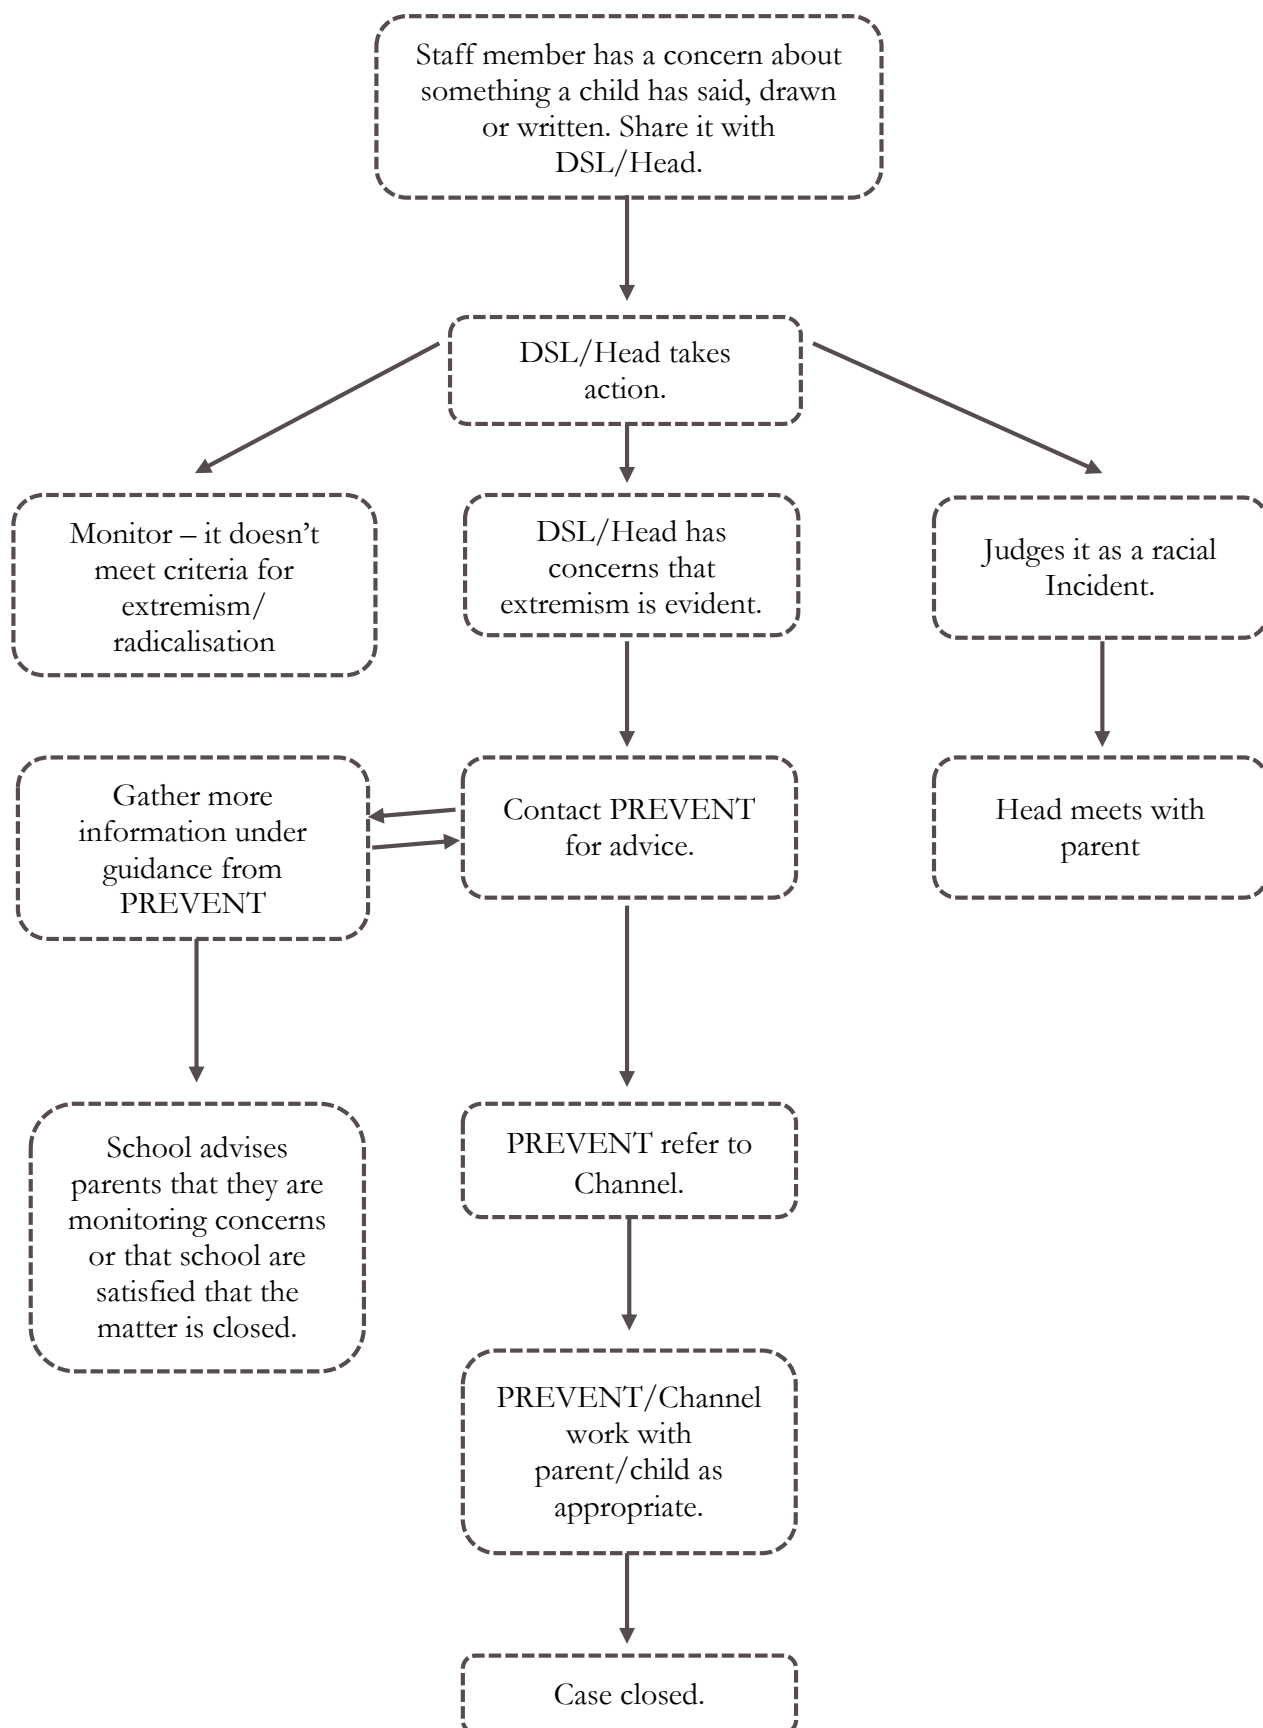 Staff member has a concern about
something a child has said, drawn
or written. Share it with
DSL/Head.
DSL/Head takes
action.
Monitor – it doesn’t
meet criteria for
extremism/
radicalisation
DSL/Head has
concerns that
extremism is evident.
Judges it as a racial
Incident.
Gather more
information under
guidance from
PREVENT
Contact PREVENT
for advice.
Head meets with
parent
School advises
parents that they are
monitoring concerns
or that school are
satisfied that the
matter is closed.
PREVENT refer to
Channel.
PREVENT/Channel
work with
parent/child as
appropriate.
Case closed.